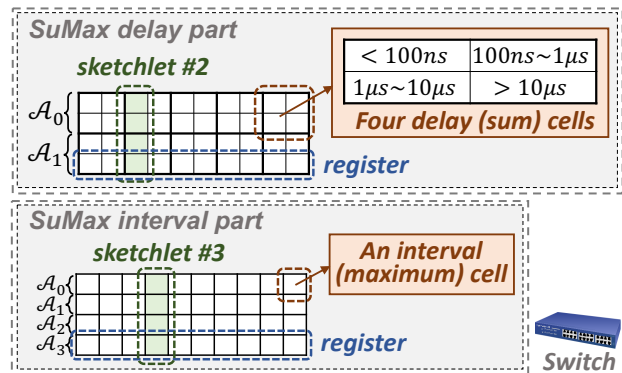 SuMax delay part
sketchlet #2
< 100ns 100ns~1μs
1μs~10μs > 10μs
Four delay (sum) cells
𝒜₀
𝒜₁
register
SuMax interval part
sketchlet #3
An interval
(maximum) cell
𝒜₀
𝒜₁
𝒜₂
𝒜₃
register
Switch